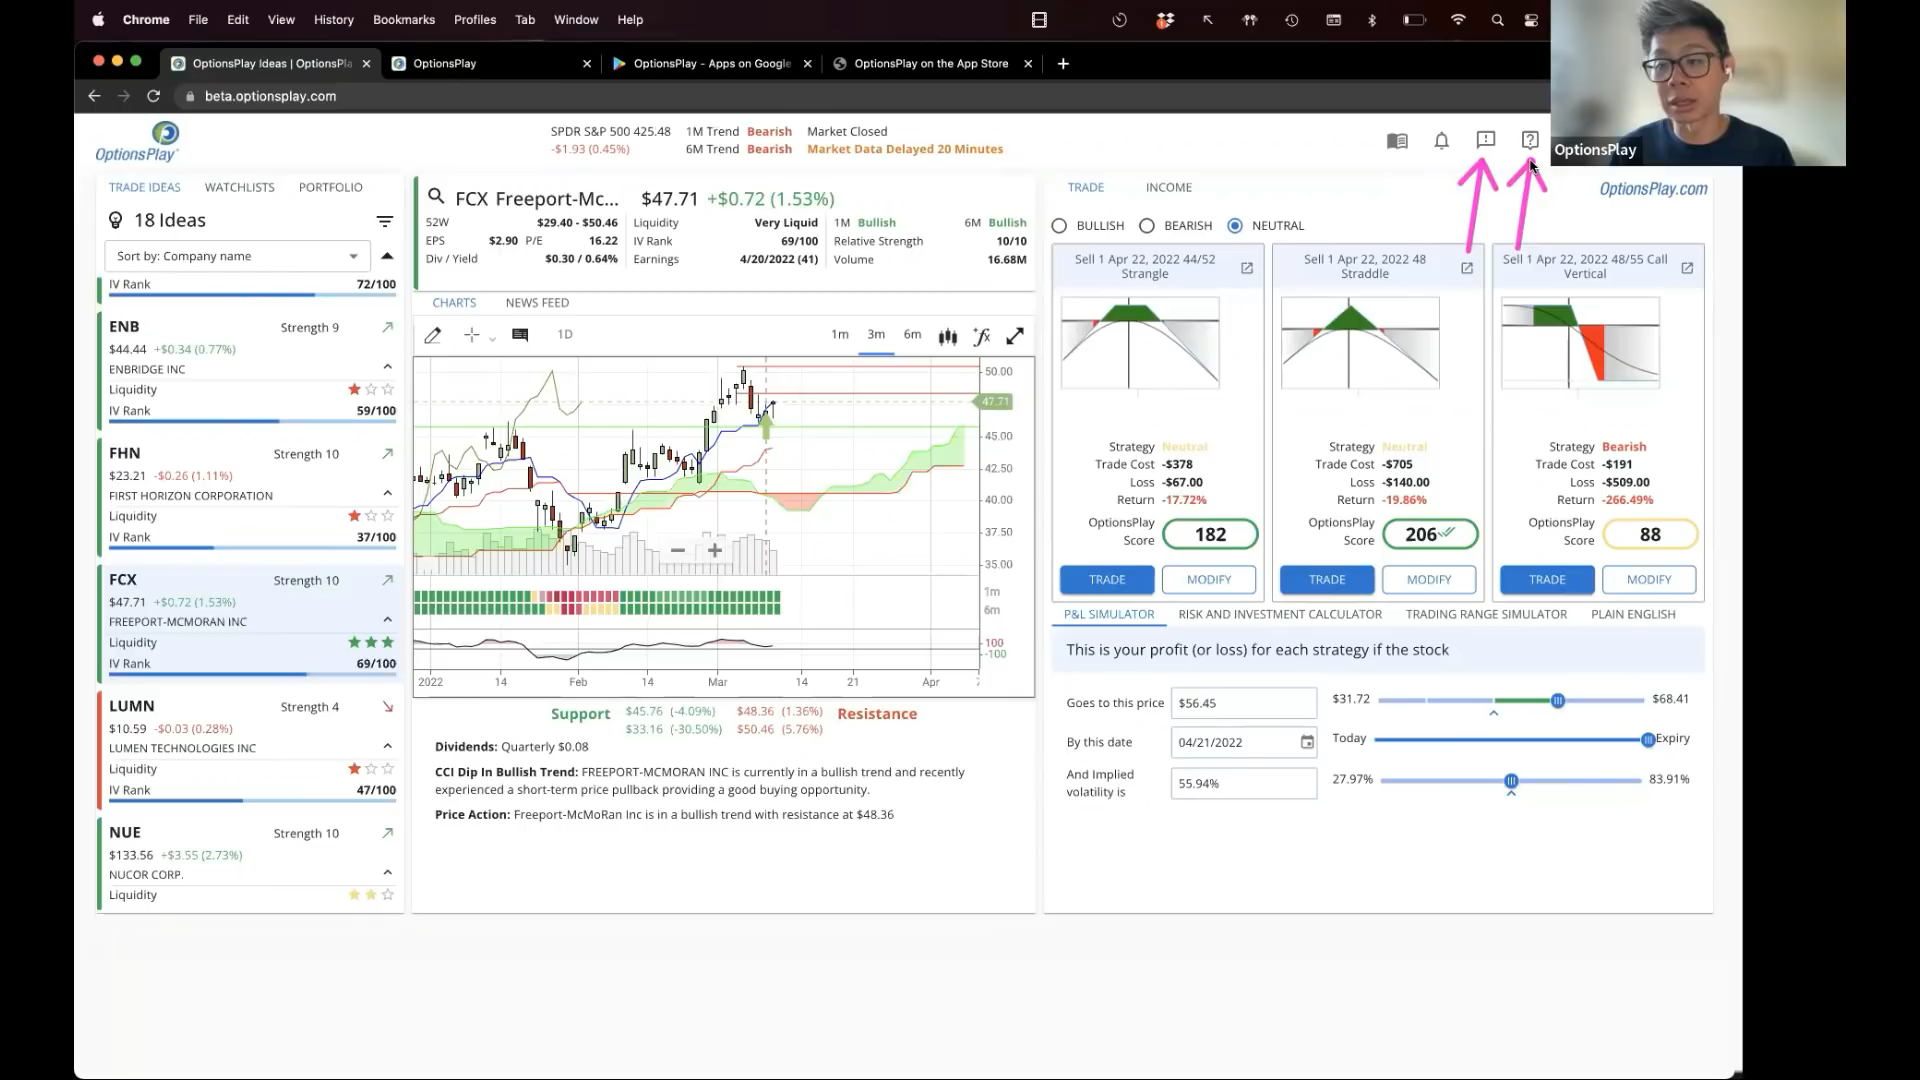 Chrome File Edit View History Bookmarks Profiles Tab Window Help
OptionsPlay Ideas | OptionsPla
OptionsPlay
OptionsPlay - Apps on Google
OptionsPlay on the App Store
beta.optionsplay.com
OptionsPlay
OptionsPlay
SPDR S&P 500 425.48 1M Trend Bearish Market Closed
-$1.93 (0.45%) 6M Trend Bearish Market Data Delayed 20 Minutes
TRADE IDEAS WATCHLISTS PORTFOLIO
18 Ideas
Sort by: Company name
IV Rank 72/100
ENB Strength 9
$44.44 +$0.34 (0.77%)
ENBRIDGE INC
Liquidity
IV Rank 59/100
FHN Strength 10
$23.21 -$0.26 (1.11%)
FIRST HORIZON CORPORATION
Liquidity
IV Rank 37/100
FCX Strength 10
$47.71 +$0.72 (1.53%)
FREEPORT-MCMORAN INC
Liquidity
IV Rank 69/100
LUMN Strength 4
$10.59 -$0.03 (0.28%)
LUMEN TECHNOLOGIES INC
Liquidity
IV Rank 47/100
NUE Strength 10
$133.56 +$3.55 (2.73%)
NUCOR CORP.
Liquidity
FCX Freeport-Mc... $47.71 +$0.72 (1.53%)
52W $29.40 - $50.46 Liquidity Very Liquid 1M Bullish 6M Bullish
EPS $2.90 P/E 16.22 IV Rank 69/100 Relative Strength 10/10
Div / Yield $0.30 / 0.64% Earnings 4/20/2022 (41) Volume 16.68M
CHARTS NEWS FEED
1D 1m 3m 6m
50.00
47.71
45.00
42.50
40.00
37.50
35.00
1m
6m
100
-100
2022 14 Feb 14 Mar 14 21 Apr
Support $45.76 (-4.09%) $48.36 (1.36%) Resistance
$33.16 (-30.50%) $50.46 (5.76%)
Dividends: Quarterly $0.08
CCI Dip In Bullish Trend: FREEPORT-MCMORAN INC is currently in a bullish trend and recently
experienced a short-term price pullback providing a good buying opportunity.
Price Action: Freeport-McMoRan Inc is in a bullish trend with resistance at $48.36
TRADE INCOME
OptionsPlay.com
BULLISH BEARISH NEUTRAL
Sell 1 Apr 22, 2022 44/52
Strangle
Strategy Neutral
Trade Cost -$378
Loss -$67.00
Return -17.72%
OptionsPlay
Score 182
TRADE MODIFY
Sell 1 Apr 22, 2022 48
Straddle
Strategy Neutral
Trade Cost -$705
Loss -$140.00
Return -19.86%
OptionsPlay
Score 206
TRADE MODIFY
Sell 1 Apr 22, 2022 48/55 Call
Vertical
Strategy Bearish
Trade Cost -$191
Loss -$509.00
Return -266.49%
OptionsPlay
Score 88
TRADE MODIFY
P&L SIMULATOR RISK AND INVESTMENT CALCULATOR TRADING RANGE SIMULATOR PLAIN ENGLISH
This is your profit (or loss) for each strategy if the stock
Goes to this price $56.45 $31.72 $68.41
By this date 04/21/2022 Today Expiry
And Implied
volatility is 55.94% 27.97% 83.91%